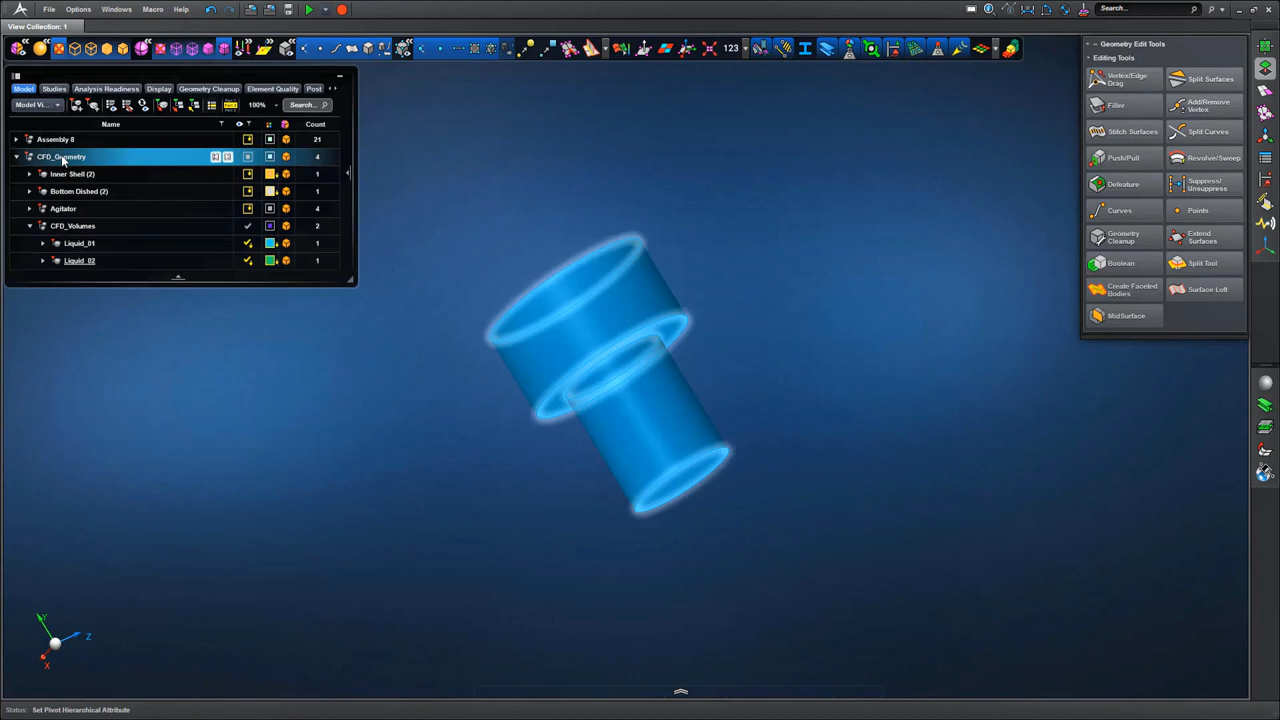 File Options Windows Macro Help
Search...
View Collection: 1
123
Model Studies Analysis Readiness Display Geometry Cleanup Element Quality Post
Model Vi... 100% Search...
Name Count
Assembly 8 21
CFD_Geometry 4
Inner Shell (2) 1
Bottom Dished (2) 1
Agitator 4
CFD_Volumes 2
Liquid_01 1
Liquid_02 1
Geometry Edit Tools
Editing Tools
Vertex/Edge Drag Split Surfaces
Filler Add/Remove Vertex
Stitch Surfaces Split Curves
Push/Pull Revolve/Sweep
Defeature Suppress/ Unsuppress
Curves Points
Geometry Cleanup Extend Surfaces
Boolean Split Tool
Create Faceted Bodies Surface Loft
MidSurface
Y
Z
X
Status: Set Pivot Hierarchical Attribute